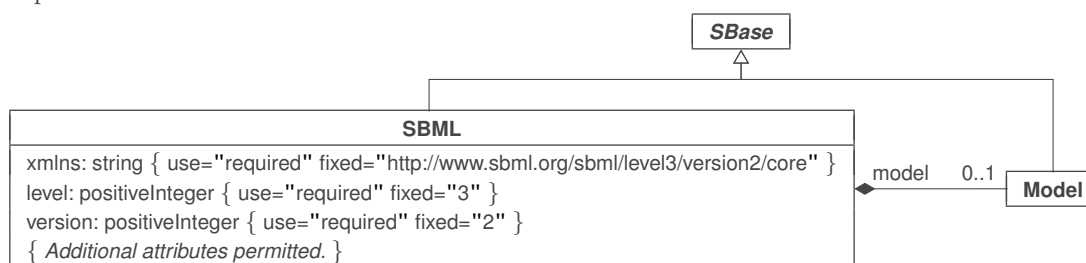 SBase
SBML
xmlns: string { use="required" fixed="http://www.sbml.org/sbml/level3/version2/core" }
level: positiveInteger { use="required" fixed="3" }
version: positiveInteger { use="required" fixed="2" }
{ Additional attributes permitted. }
model 0..1
Model